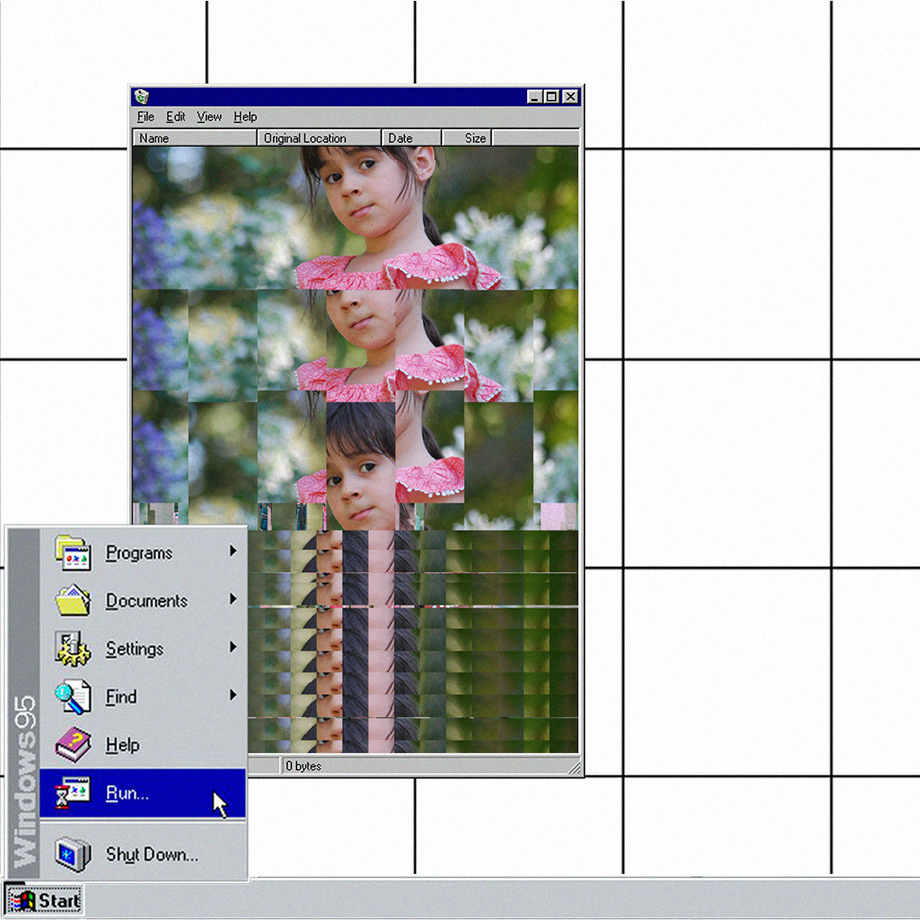 File Edit View Help
Name Original Location Date Size
Programs
Documents
Settings
Find
Help
Run...
Shut Down...
Windows95
0 bytes
Start